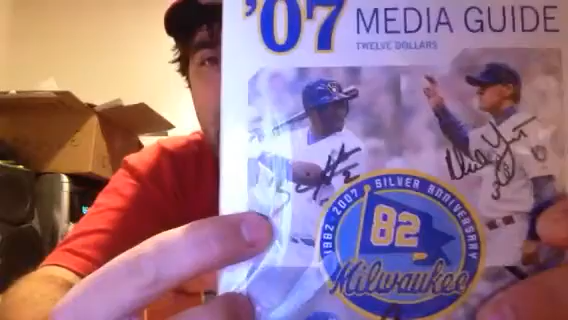 '07 MEDIA GUIDE
TWELVE DOLLARS
1982 · 2007 · SILVER ANNIVERSARY
82
Milwaukee